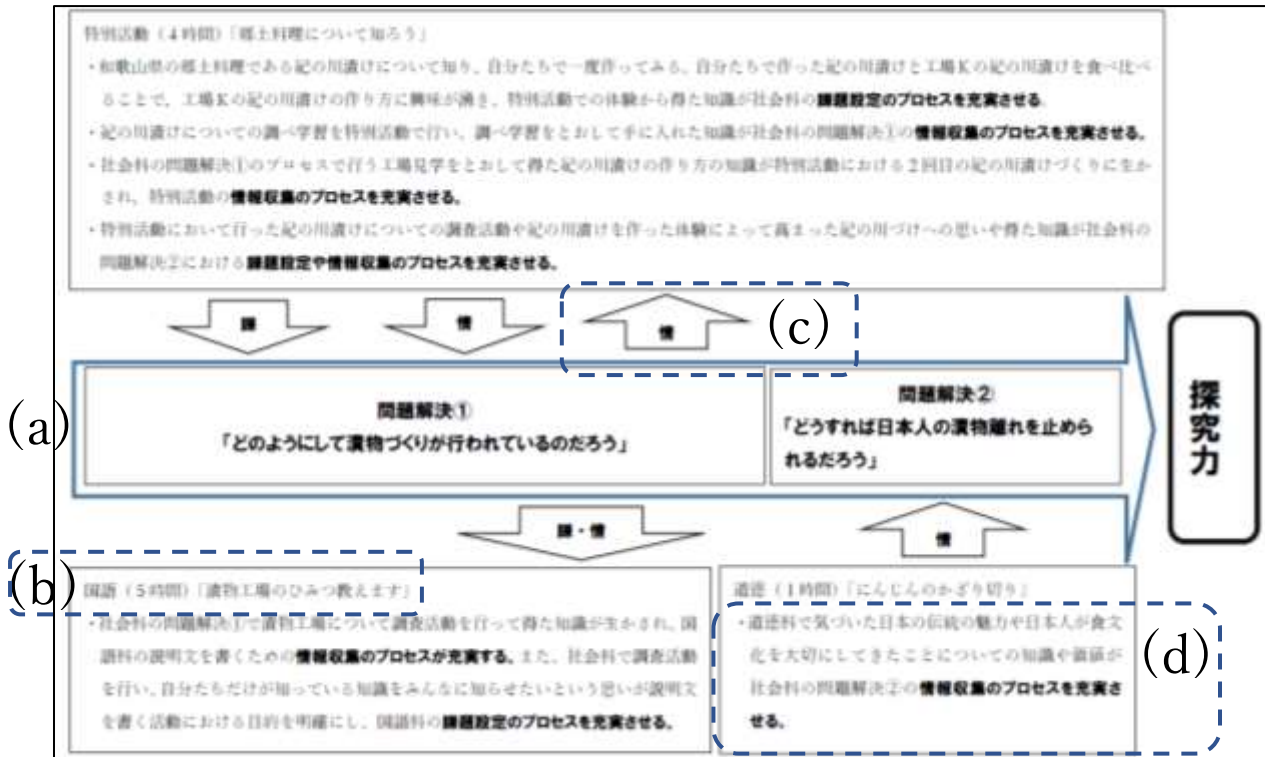 特別活動（4時間）「郷土料理について知ろう」
・和歌山県の郷土料理である紀の川漬けについて知り、自分たちで一度作ってみる。自分たちで作った紀の川漬けと工場Kの紀の川漬けを食べ比べ
ることで、工場Kの紀の川漬けの作り方に興味が湧き、特別活動での体験から得た知識が社会科の課題設定のプロセスを充実させる。
・紀の川漬けについての調べ学習を特別活動で行い、調べ学習をとおして手に入れた知識が社会科の問題解決①の情報収集のプロセスを充実させる。
・社会科の問題解決①のプロセスで行う工場見学をとおして得た紀の川漬けの作り方の知識が特別活動における2回目の紀の川漬けづくりに生か
され、特別活動の情報収集のプロセスを充実させる。
・特別活動において行った紀の川漬けについての調査活動や紀の川漬けを作った体験によって高まった紀の川づけへの思いや得た知識が社会科の
問題解決②における課題設定や情報収集のプロセスを充実させる。
課
情
情
(c)
(a)
問題解決①
「どのようにして漬物づくりが行われているのだろう」
問題解決②
「どうすれば日本人の漬物離れを止めら
れるだろう」
探究力
課・情
情
(b)
国語（5時間）「漬物工場のひみつ教えます」
・社会科の問題解決①で漬物工場について調査活動を行って得た知識が生かされ、国
語科の説明文を書くための情報収集のプロセスが充実する。また、社会科で調査活動
を行い、自分たちだけが知っている知識をみんなに知らせたいという思いが説明文
を書く活動における目的を明確にし、国語科の課題設定のプロセスを充実させる。
道徳（1時間）「にんじんのかざり切り」
・道徳科で気づいた日本の伝統の魅力や日本人が食文
化を大切にしてきたことについての知識や価値が
社会科の問題解決②の情報収集のプロセスを充実さ
せる。
(d)